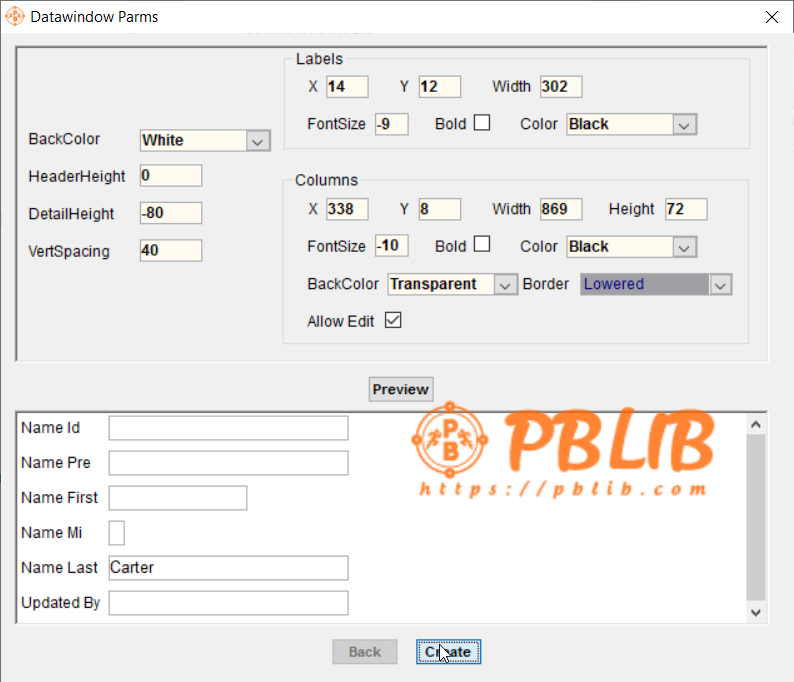 Datawindow Parms
Labels
X 14 Y 12 Width 302
FontSize -9 Bold Color Black
BackColor White
HeaderHeight 0
DetailHeight -80
VertSpacing 40
Columns
X 338 Y 8 Width 869 Height 72
FontSize -10 Bold Color Black
BackColor Transparent Border Lowered
Allow Edit
Preview
Name Id
Name Pre
Name First
Name Mi
Name Last Carter
Updated By
PB
PBLIB
https://pblib.com
Back Create